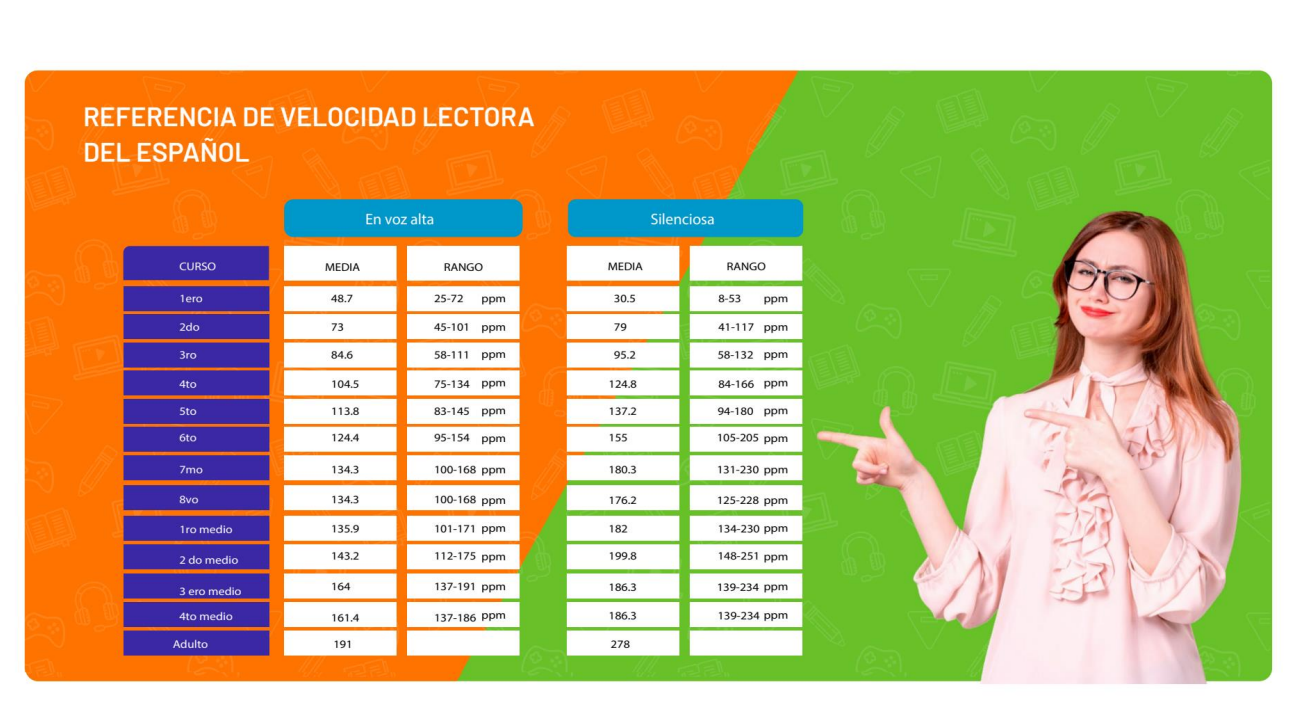 REFERENCIA DE VELOCIDAD LECTORA
DEL ESPAÑOL
En voz alta Silenciosa
CURSO MEDIA RANGO MEDIA RANGO
1ero 48.7 25-72 ppm 30.5 8-53 ppm
2do 73 45-101 ppm 79 41-117 ppm
3ro 84.6 58-111 ppm 95.2 58-132 ppm
4to 104.5 75-134 ppm 124.8 84-166 ppm
5to 113.8 83-145 ppm 137.2 94-180 ppm
6to 124.4 95-154 ppm 155 105-205 ppm
7mo 134.3 100-168 ppm 180.3 131-230 ppm
8vo 134.3 100-168 ppm 176.2 125-228 ppm
1ro medio 135.9 101-171 ppm 182 134-230 ppm
2 do medio 143.2 112-175 ppm 199.8 148-251 ppm
3 ero medio 164 137-191 ppm 186.3 139-234 ppm
4to medio 161.4 137-186 ppm 186.3 139-234 ppm
Adulto 191 278